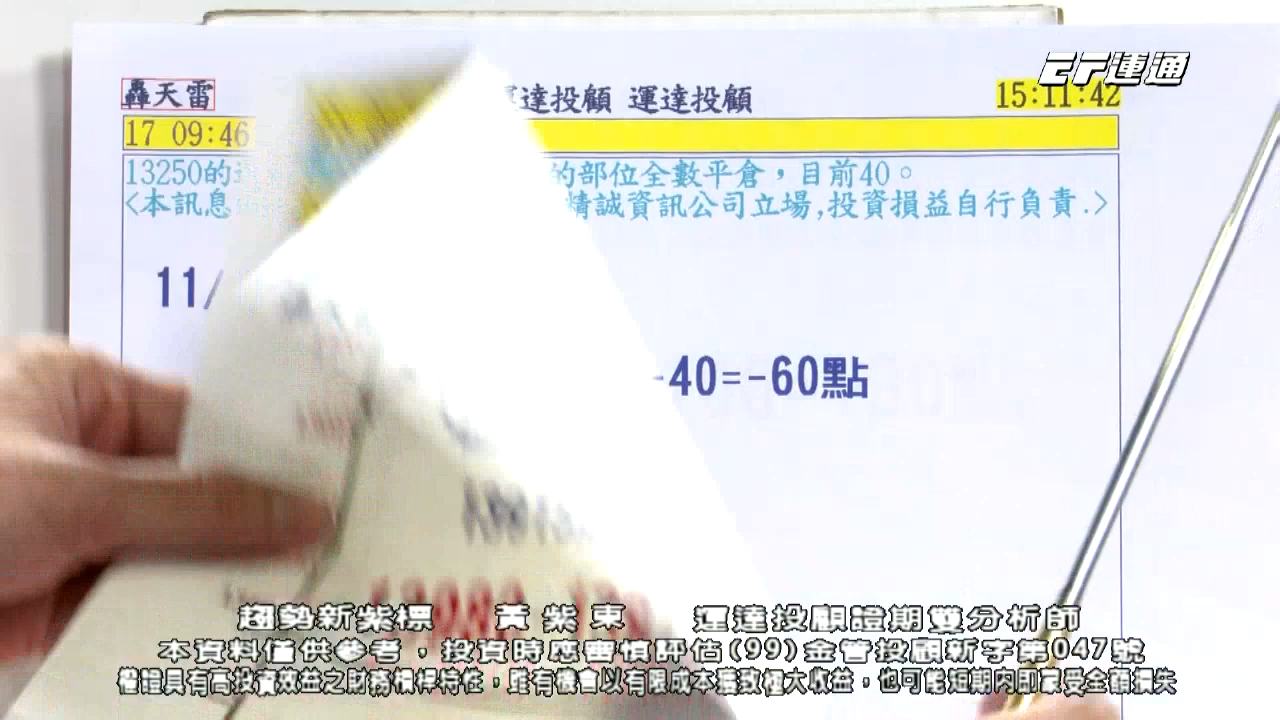 EF運通
轟天雷 運達投顧 運達投顧 15:11:42
17 09:46
13250的 的部位全數平倉，目前40。
<本訊息 精誠資訊公司立場,投資損益自行負責.>
11/
-40=-60點
趨勢新紫標 黃紫東 運達投顧證期雙分析師
本資料僅供參考，投資時應審慎評估(99)金管投顧新字第047號
權證具有高投資效益之財務槓桿特性，雖有機會以有限成本獲致極大收益，也可能短期內即蒙受全額損失